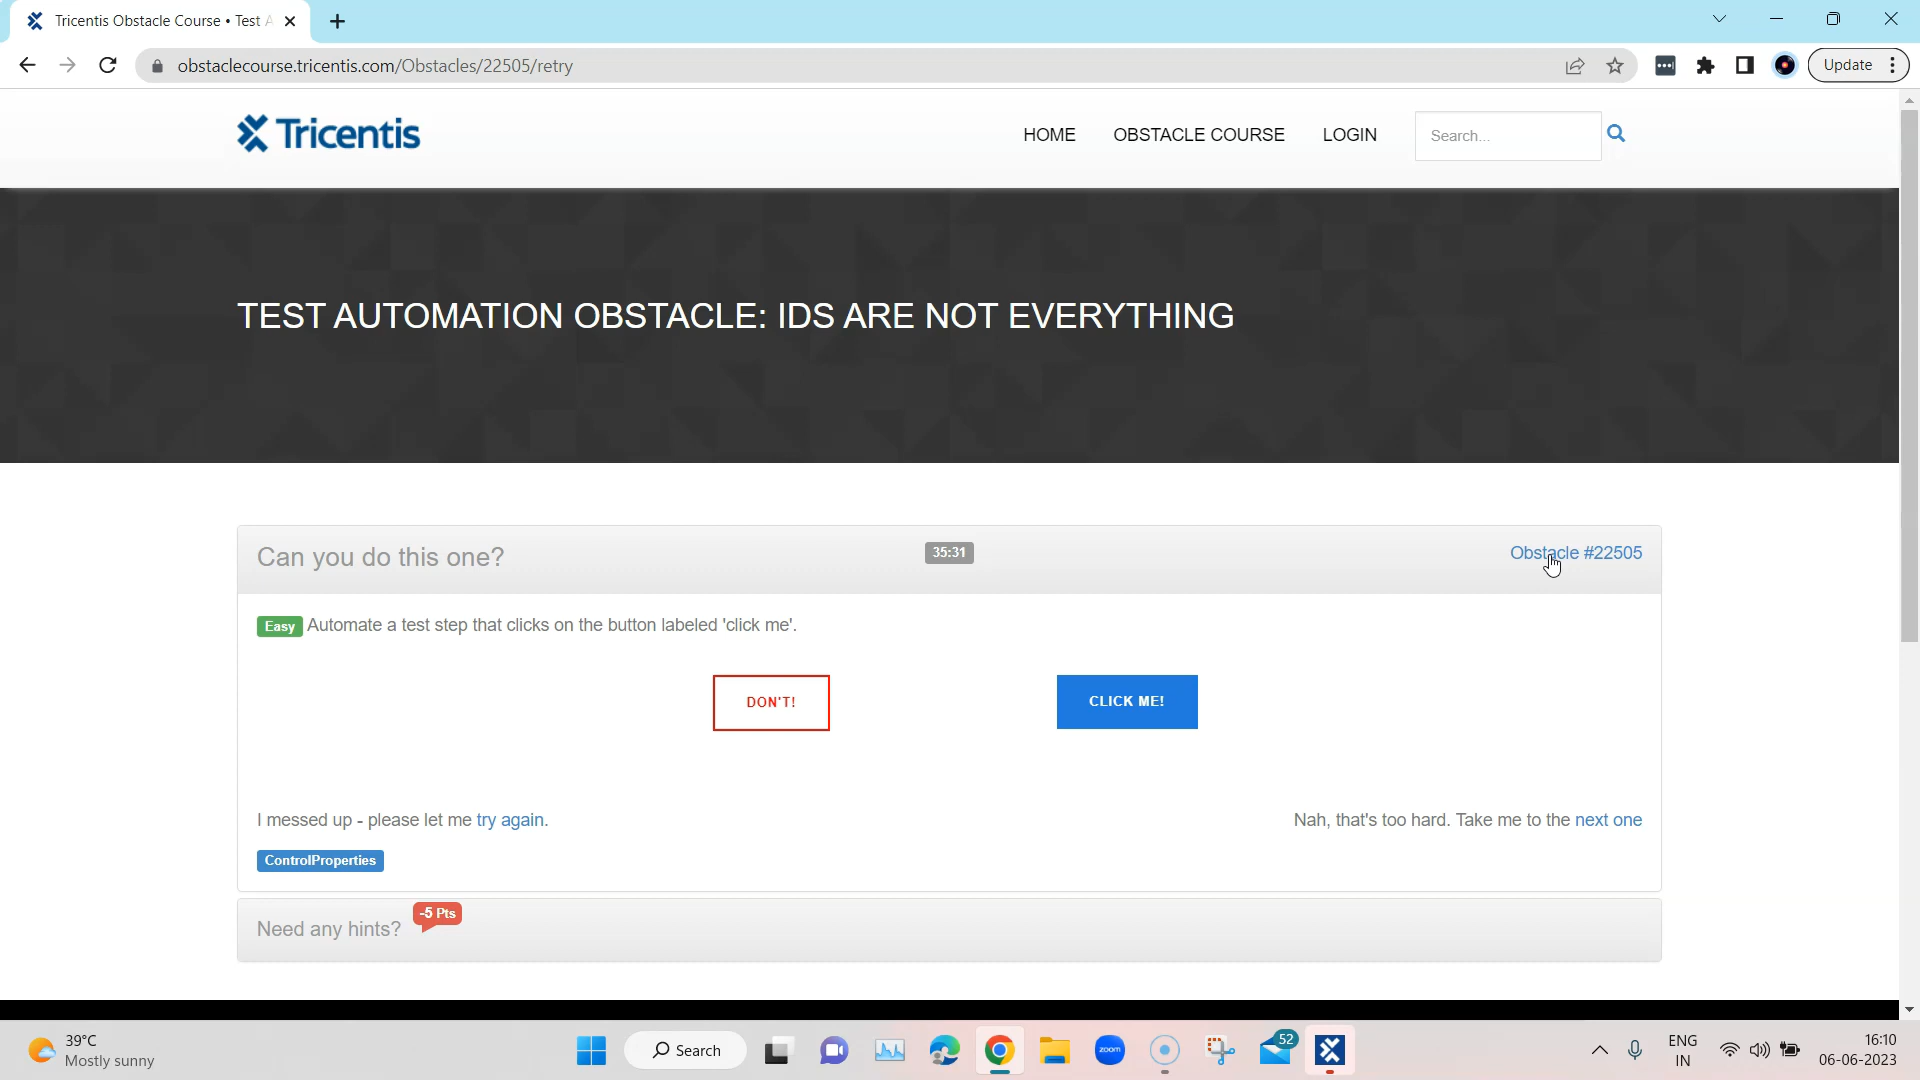 Tricentis Obstacle Course • Test A
obstaclecourse.tricentis.com/Obstacles/22505/retry
Update
Tricentis
HOME
OBSTACLE COURSE
LOGIN
Search...
TEST AUTOMATION OBSTACLE: IDS ARE NOT EVERYTHING
Can you do this one?
35:31
Obstacle #22505
Easy Automate a test step that clicks on the button labeled 'click me'.
DON'T!
CLICK ME!
I messed up - please let me try again.
Nah, that's too hard. Take me to the next one
ControlProperties
Need any hints?
-5 Pts
39°C
Mostly sunny
Search
zoom
52
ENG
IN
16:10
06-06-2023